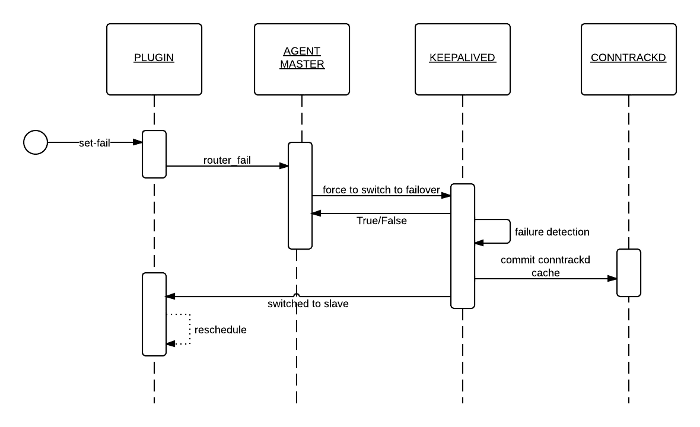 PLUGIN
AGENT
MASTER
KEEPALIVED
CONNTRACKD
set-fail
router_fail
force to switch to failover
True/False
failure detection
commit conntrackd
cache
switched to slave
reschedule